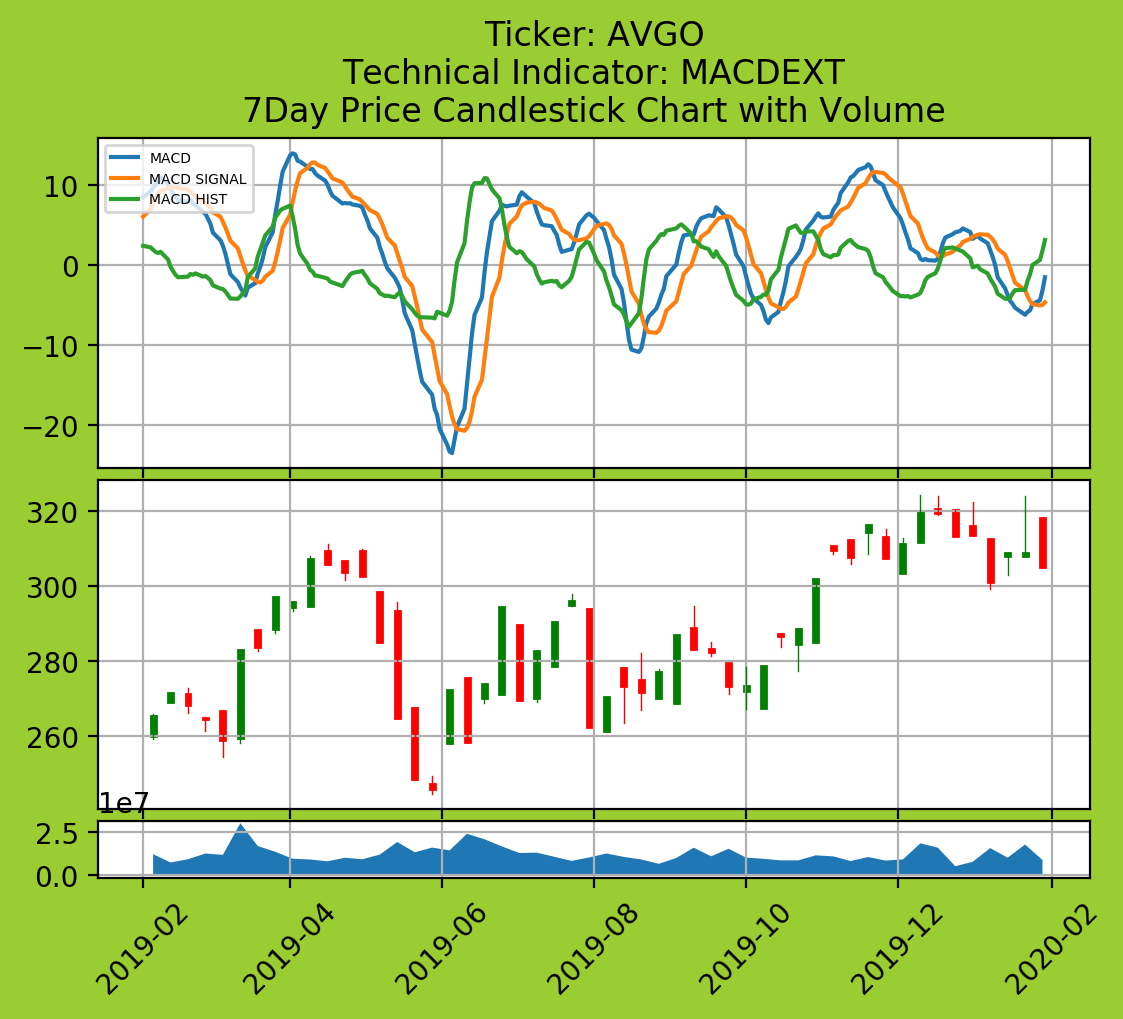 Ticker: AVGO
Technical Indicator: MACDEXT
7Day Price Candlestick Chart with Volume
MACD
MACD SIGNAL
MACD HIST
10
0
−10
−20
320
300
280
260
1e7
2.5
0.0
2019-02
2019-04
2019-06
2019-08
2019-10
2019-12
2020-02